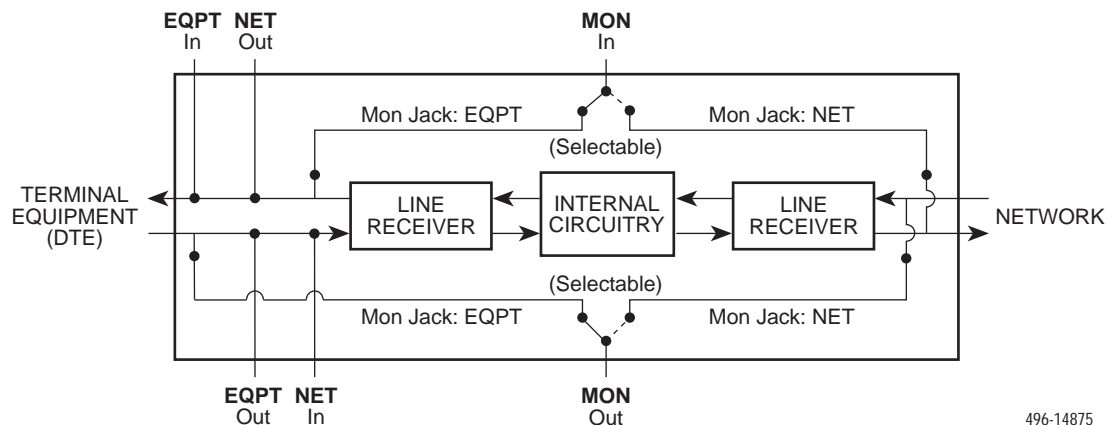 EQPT NET
In Out
MON
In
Mon Jack: EQPT
Mon Jack: NET
(Selectable)
TERMINAL
EQUIPMENT
(DTE)
LINE
RECEIVER
INTERNAL
CIRCUITRY
LINE
RECEIVER
NETWORK
(Selectable)
Mon Jack: EQPT
Mon Jack: NET
EQPT NET
Out In
MON
Out
496-14875